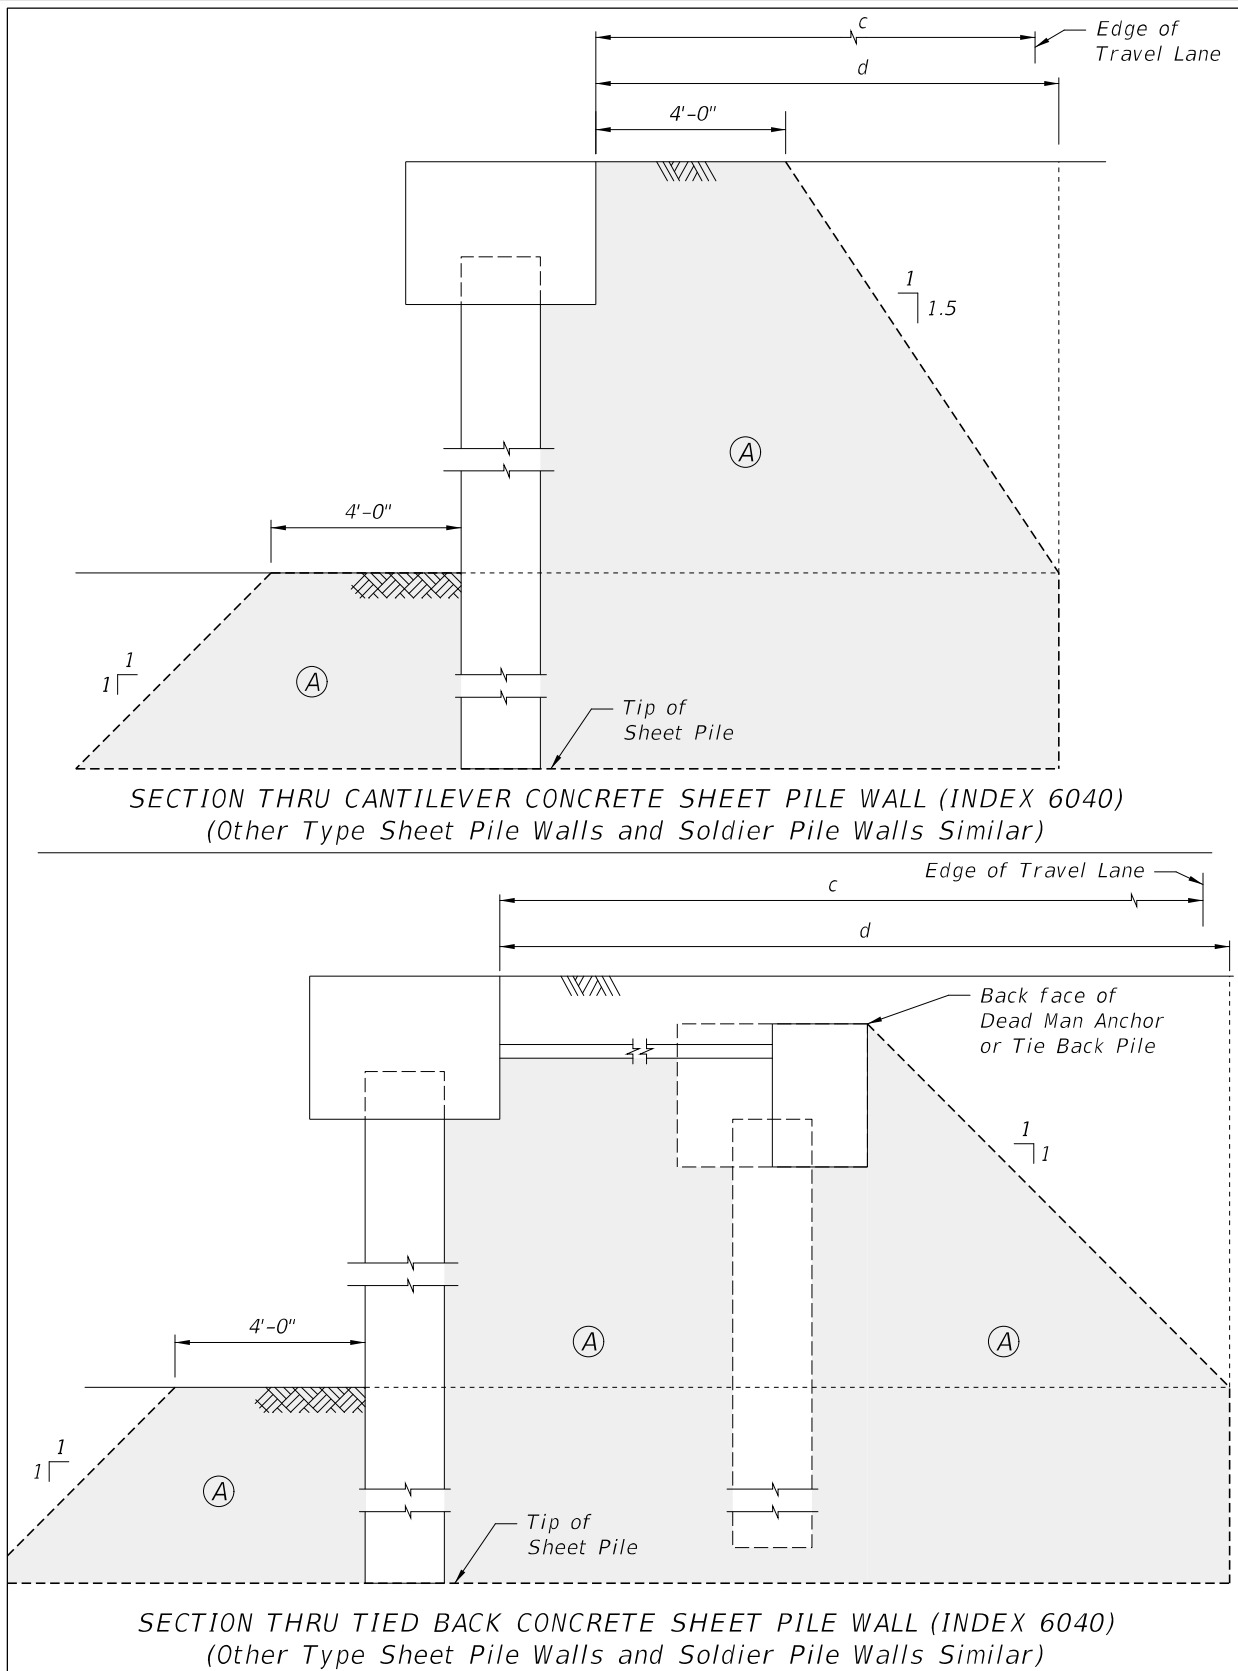 c
Edge of
Travel Lane
d
4'-0"
1
1.5
A
4'-0"
1
1
A
Tip of
Sheet Pile
SECTION THRU CANTILEVER CONCRETE SHEET PILE WALL (INDEX 6040)
(Other Type Sheet Pile Walls and Soldier Pile Walls Similar)
Edge of Travel Lane
c
d
Back face of
Dead Man Anchor
or Tie Back Pile
1
1
4'-0"
A
A
1
1
A
Tip of
Sheet Pile
SECTION THRU TIED BACK CONCRETE SHEET PILE WALL (INDEX 6040)
(Other Type Sheet Pile Walls and Soldier Pile Walls Similar)